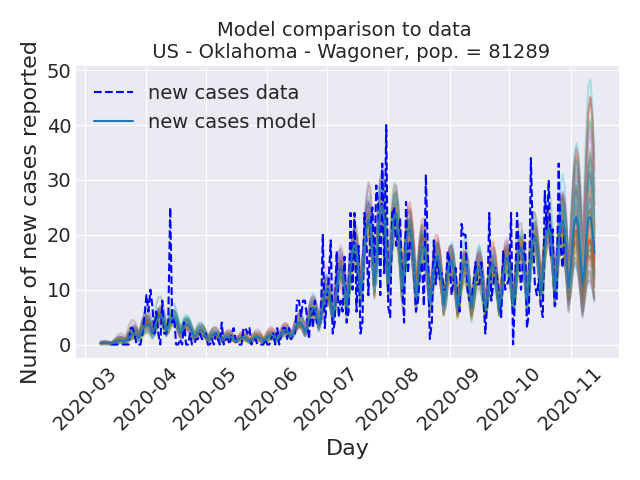 Model comparison to data
US - Oklahoma - Wagoner, pop. = 81289
Number of new cases reported
50
40
30
20
10
0
new cases data
new cases model
2020-03
2020-04
2020-05
2020-06
2020-07
2020-08
2020-09
2020-10
2020-11
Day